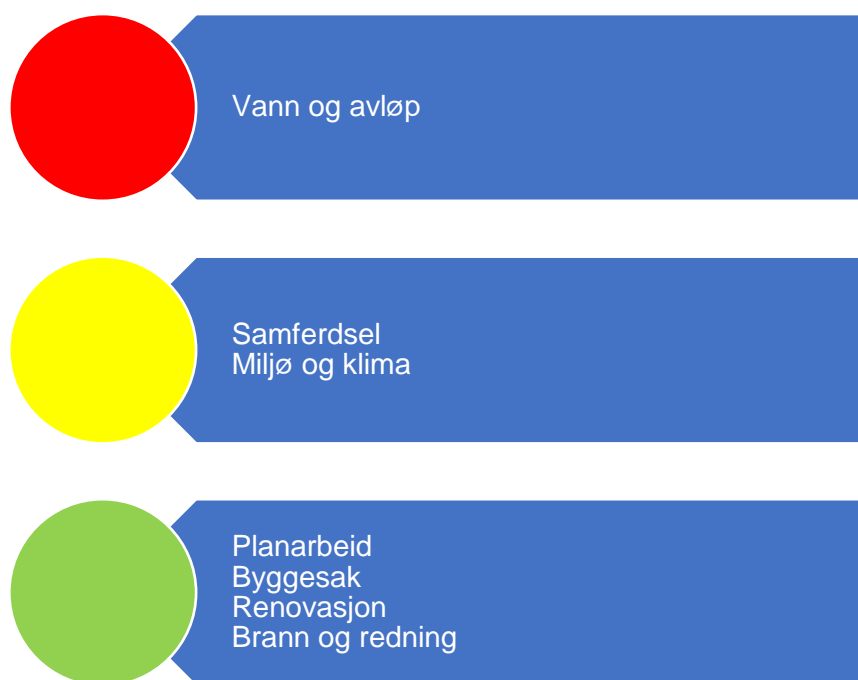 Vann og avløp
Samferdsel
Miljø og klima
Planarbeid
Byggesak
Renovasjon
Brann og redning